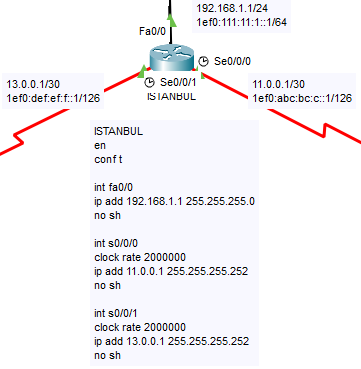 192.168.1.1/24
1ef0:111:11:1::1/64
Fa0/0
Se0/0/0
13.0.0.1/30
1ef0:def:ef:f::1/126
Se0/0/1
ISTANBUL
11.0.0.1/30
1ef0:abc:bc:c::1/126
ISTANBUL
en
conf t
int fa0/0
ip add 192.168.1.1 255.255.255.0
no sh
int s0/0/0
clock rate 2000000
ip add 11.0.0.1 255.255.255.252
no sh
int s0/0/1
clock rate 2000000
ip add 13.0.0.1 255.255.255.252
no sh